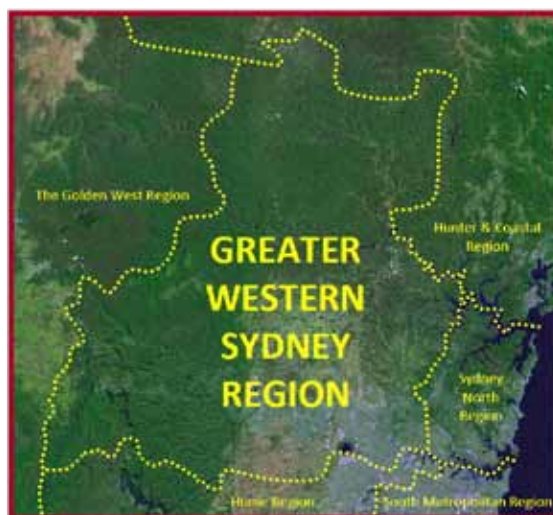 The Golden West Region
Hunter & Coastal
Region
GREATER
WESTERN
SYDNEY
REGION
Sydney
North
Region
Hume Region
South Metropolitan Region